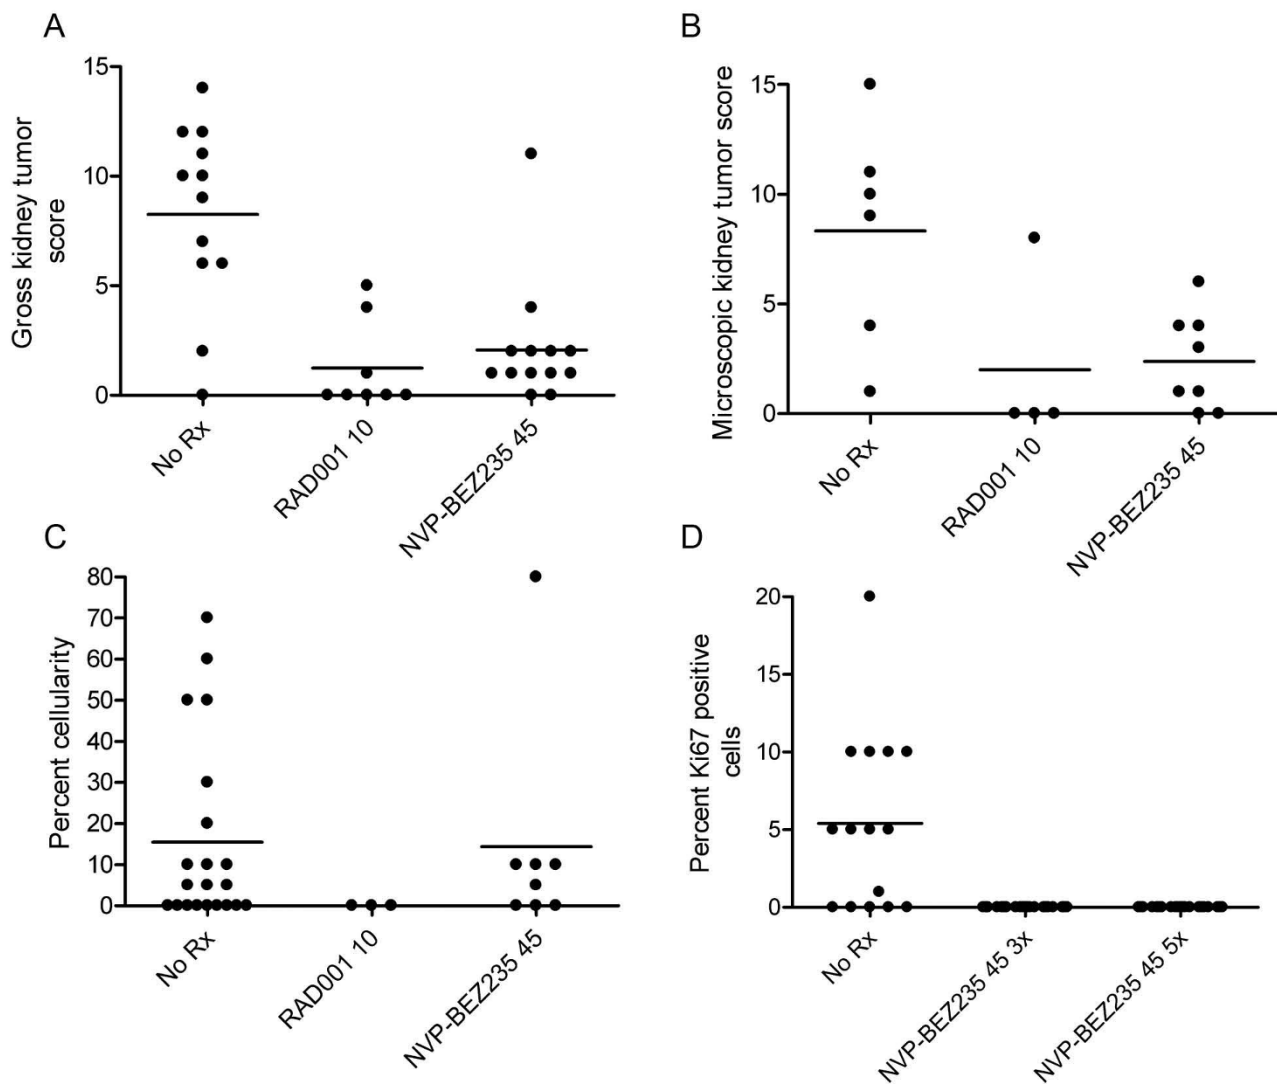 A
Gross kidney tumor
score
15
10
5
0
No Rx
RAD001 10
NVP-BEZ235 45
B
Microscopic kidney tumor score
15
10
5
0
No Rx
RAD001 10
NVP-BEZ235 45
C
Percent cellularity
80
70
60
50
40
30
20
10
0
No Rx
RAD001 10
NVP-BEZ235 45
D
Percent Ki67 positive
cells
20
15
10
5
0
No Rx
NVP-BEZ235 45 3x
NVP-BEZ235 45 5x